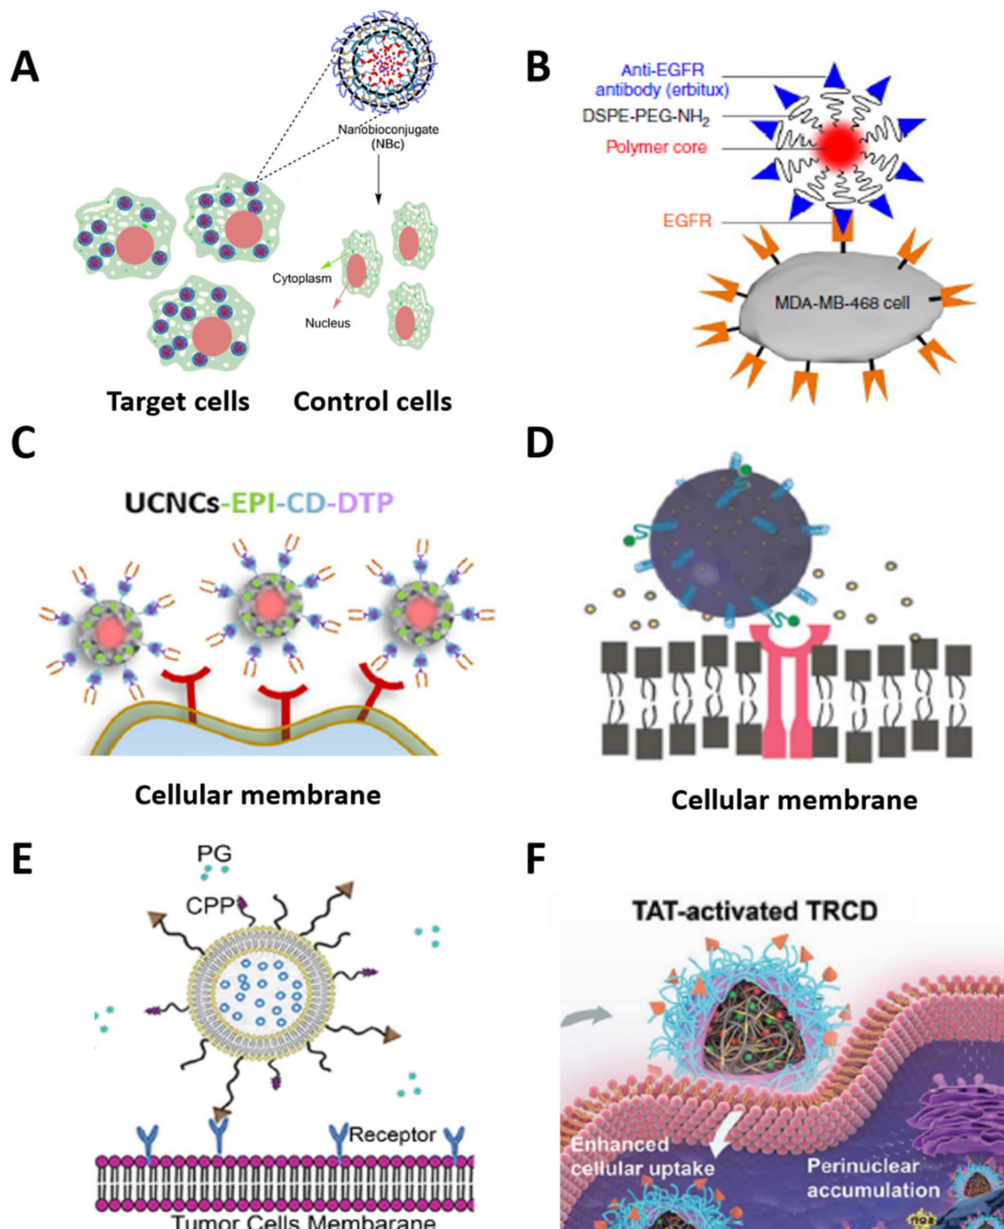 A
Nanobioconjugate
(NBc)
Cytoplasm
Nucleus
Target cells
Control cells
B
Anti-EGFR
antibody (erbitux)
DSPE-PEG-NH₂
Polymer core
EGFR
MDA-MB-468 cell
C
UCNCs-EPI-CD-DTP
Cellular membrane
D
Cellular membrane
E
PG
CPP
Receptor
Tumor Cells Membarane
F
TAT-activated TRCD
Enhanced
cellular uptake
Perinuclear
accumulation